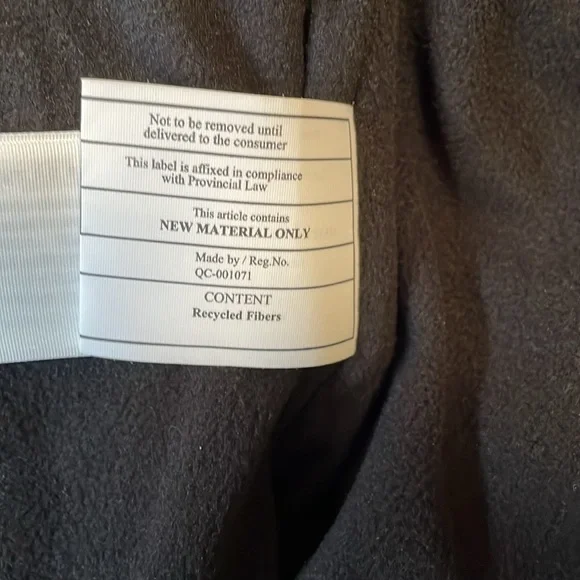 Not to be removed until
delivered to the consumer
This label is affixed in compliance
with Provincial Law
This article contains
NEW MATERIAL ONLY
Made by / Reg.No.
QC-001071
CONTENT
Recycled Fibers